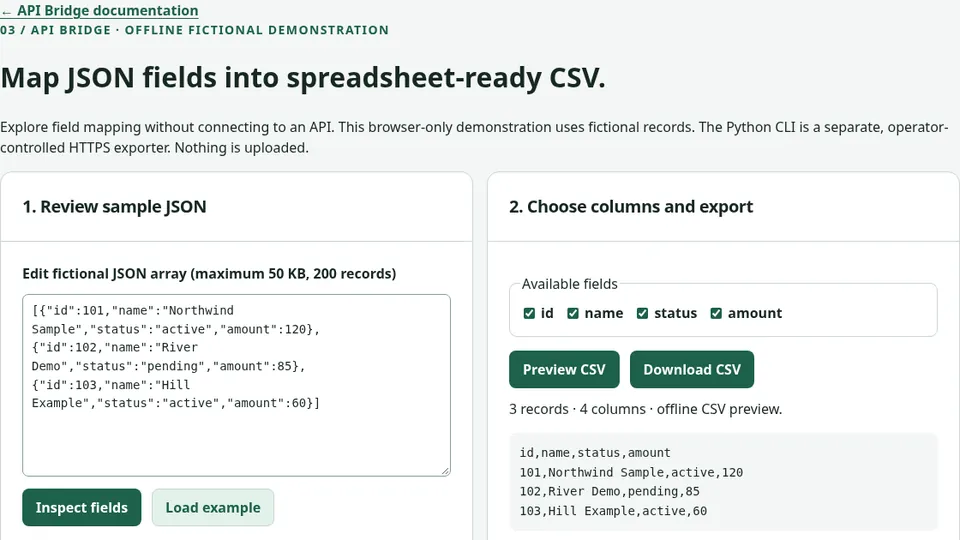 ← API Bridge documentation
03 / API BRIDGE · OFFLINE FICTIONAL DEMONSTRATION
Map JSON fields into spreadsheet-ready CSV.
Explore field mapping without connecting to an API. This browser-only demonstration uses fictional records. The Python CLI is a separate, operator-
controlled HTTPS exporter. Nothing is uploaded.
1. Review sample JSON
Edit fictional JSON array (maximum 50 KB, 200 records)
[{"id":101,"name":"Northwind
Sample","status":"active","amount":120},
{"id":102,"name":"River
Demo","status":"pending","amount":85},
{"id":103,"name":"Hill
Example","status":"active","amount":60}]
Inspect fields
Load example
2. Choose columns and export
Available fields
id name status amount
Preview CSV
Download CSV
3 records · 4 columns · offline CSV preview.
id,name,status,amount
101,Northwind Sample,active,120
102,River Demo,pending,85
103,Hill Example,active,60